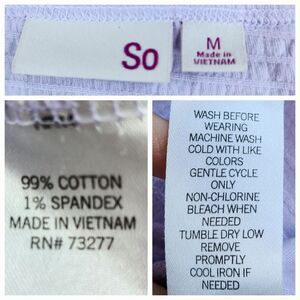 So
M
Made in
VIETNAM
99% COTTON
1% SPANDEX
MADE IN VIETNAM
RN# 73277
WASH BEFORE
WEARING
MACHINE WASH
COLD WITH LIKE
COLORS
GENTLE CYCLE
ONLY
NON-CHLORINE
BLEACH WHEN
NEEDED
TUMBLE DRY LOW
REMOVE
PROMPTLY
COOL IRON IF
NEEDED